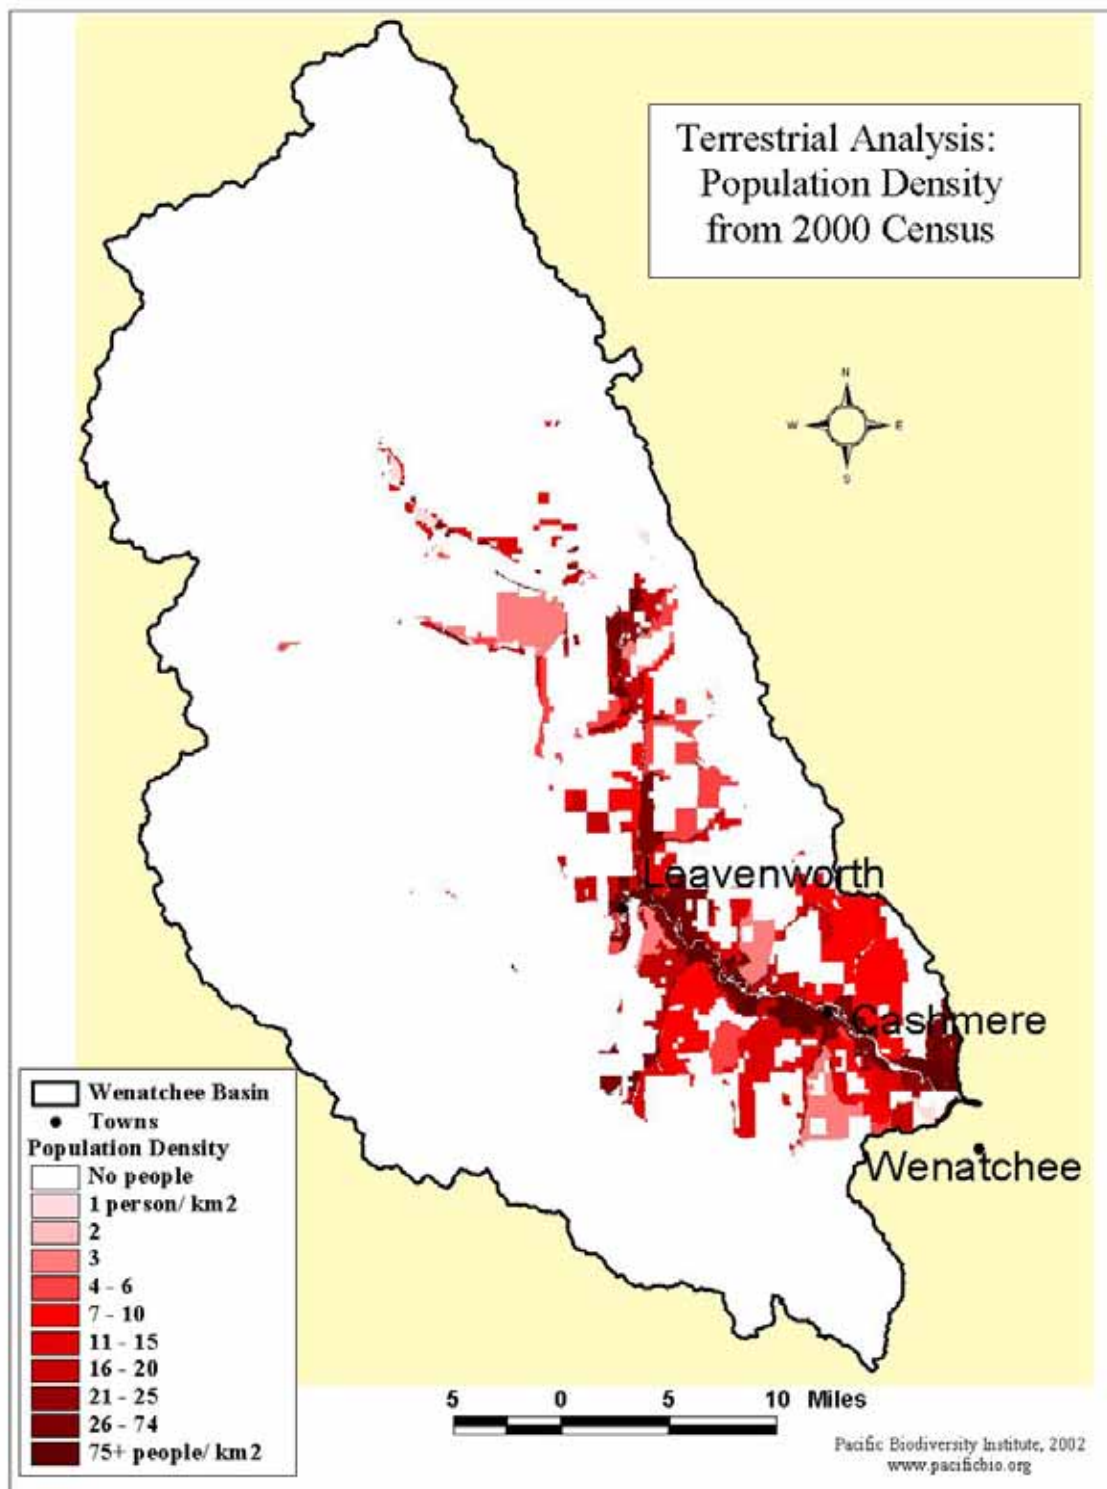 Terrestrial Analysis:
Population Density
from 2000 Census
N
W
E
S
Leavenworth
Cashmere
Wenatchee
Wenatchee Basin
Towns
Population Density
No people
1 person/ km2
2
3
4 - 6
7 - 10
11 - 15
16 - 20
21 - 25
26 - 74
75+ people/ km2
5 0 5 10 Miles
Pacific Biodiversity Institute, 2002
www.pacificbio.org